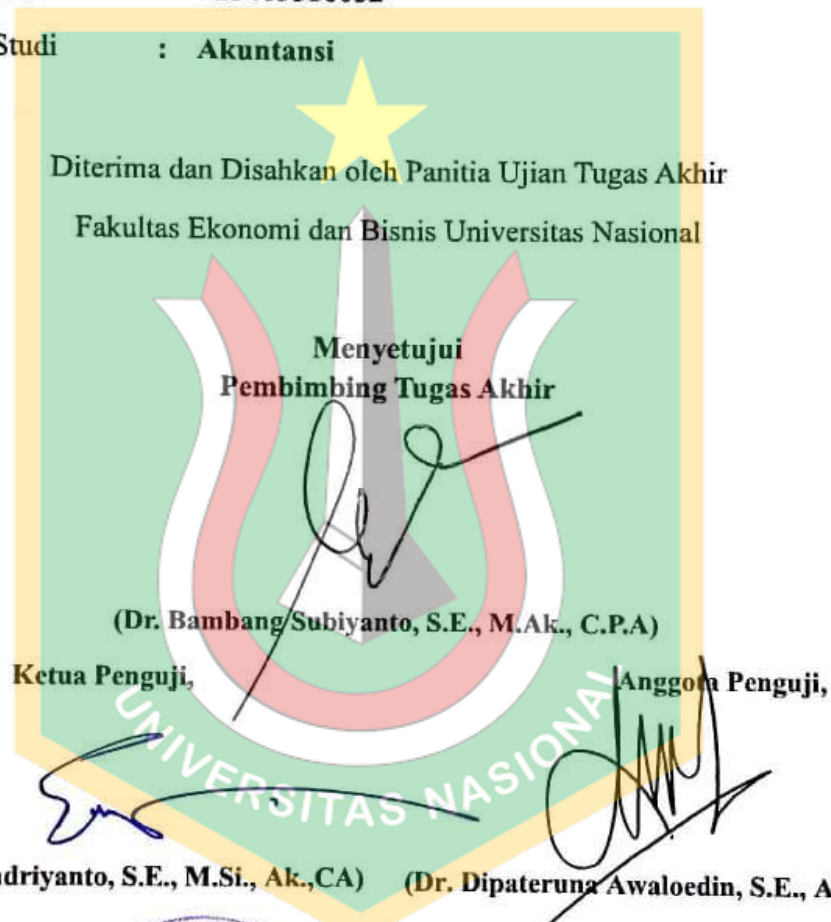 Studi : Akuntansi
Diterima dan Disahkan oleh Panitia Ujian Tugas Akhir
Fakultas Ekonomi dan Bisnis Universitas Nasional
Menyetujui
Pembimbing Tugas Akhir
(Dr. Bambang Subiyanto, S.E., M.Ak., C.P.A)
Ketua Penguji, Anggota Penguji,
UNIVERSITAS NASIONAL
driyanto, S.E., M.Si., Ak.,CA) (Dr. Dipateruna Awaloedin, S.E., A